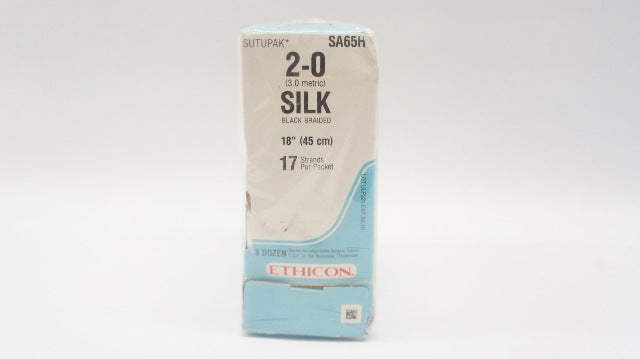 SUTUPAK* SA65H
2-0
(3.0 metric)
SILK
BLACK BRAIDED
18" (45 cm)
17 Strands
Per Packet
3 DOZEN
ETHICON